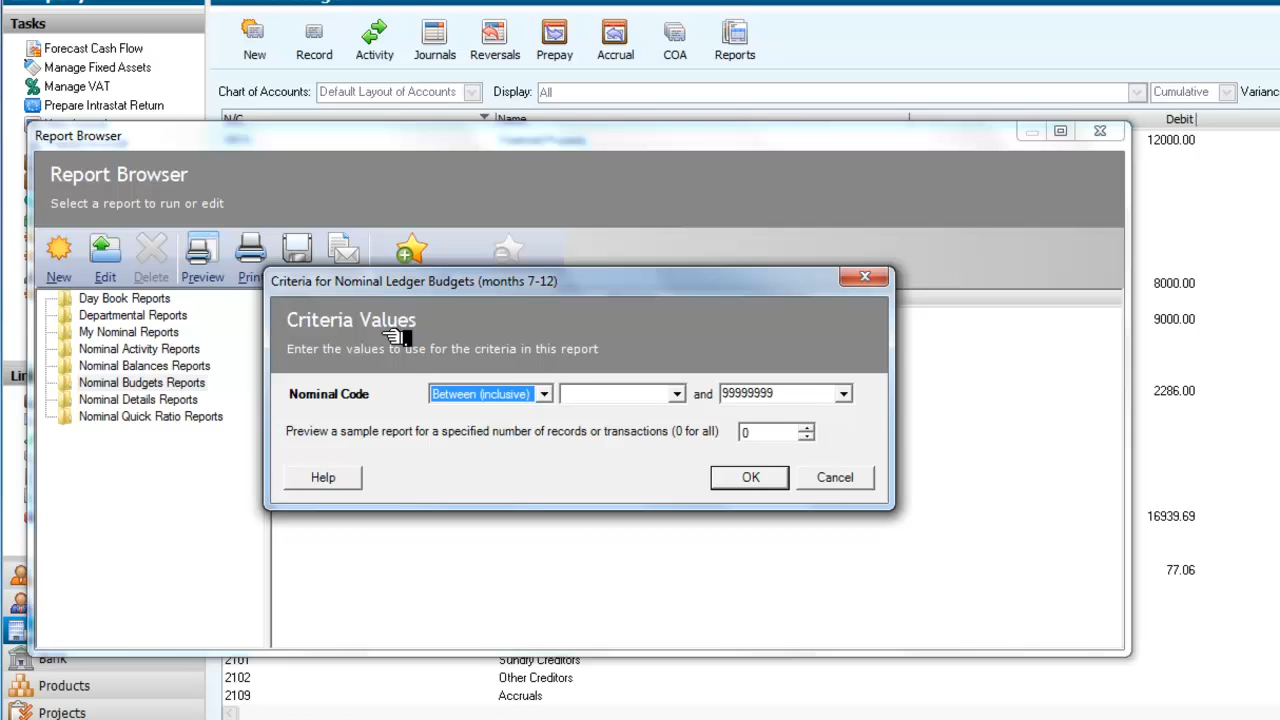 Tasks
Forecast Cash Flow
Manage Fixed Assets
Manage VAT
Prepare Intrastat Return
New
Record
Activity
Journals
Reversals
Prepay
Accrual
COA
Reports
Chart of Accounts: Default Layout of Accounts Display: All Cumulative Varianc
N/C Name Debit
12000.00
8000.00
9000.00
2286.00
16939.69
77.06
Report Browser
Report Browser
Select a report to run or edit
New Edit Delete Preview Prin
Day Book Reports
Departmental Reports
My Nominal Reports
Nominal Activity Reports
Nominal Balances Reports
Nominal Budgets Reports
Nominal Details Reports
Nominal Quick Ratio Reports
Criteria for Nominal Ledger Budgets (months 7-12)
Criteria Values
Enter the values to use for the criteria in this report
Nominal Code Between (inclusive) and 99999999
Preview a sample report for a specified number of records or transactions (0 for all) 0
Help OK Cancel
Lin
Bank
Products
Projects
2101 Sundry Creditors
2102 Other Creditors
2109 Accruals